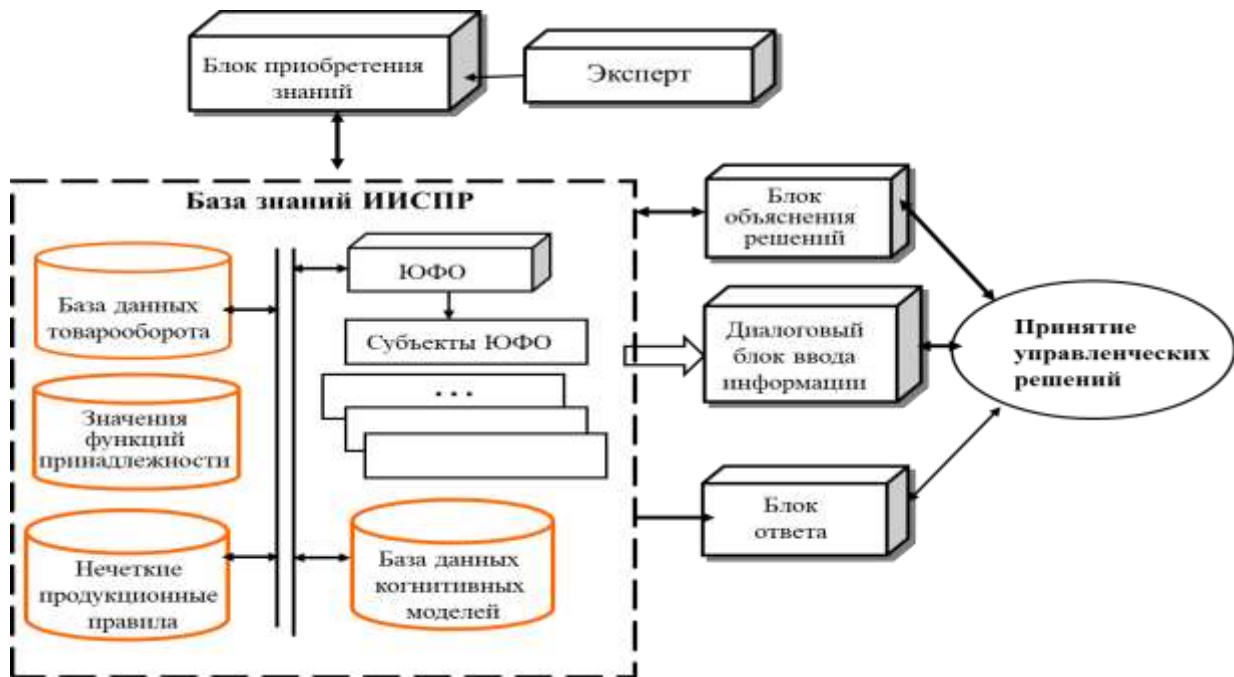 Блок приобретения
знаний
Эксперт
База знаний ИИСПР
База данных
товарооборота
Значения
функций
принадлежности
Нечеткие
продукционные
правила
ЮФО
Субъекты ЮФО
...
База данных
когнитивных
моделей
Блок
объяснения
решений
Диалоговый
блок ввода
информации
Блок
ответа
Принятие
управленческих
решений